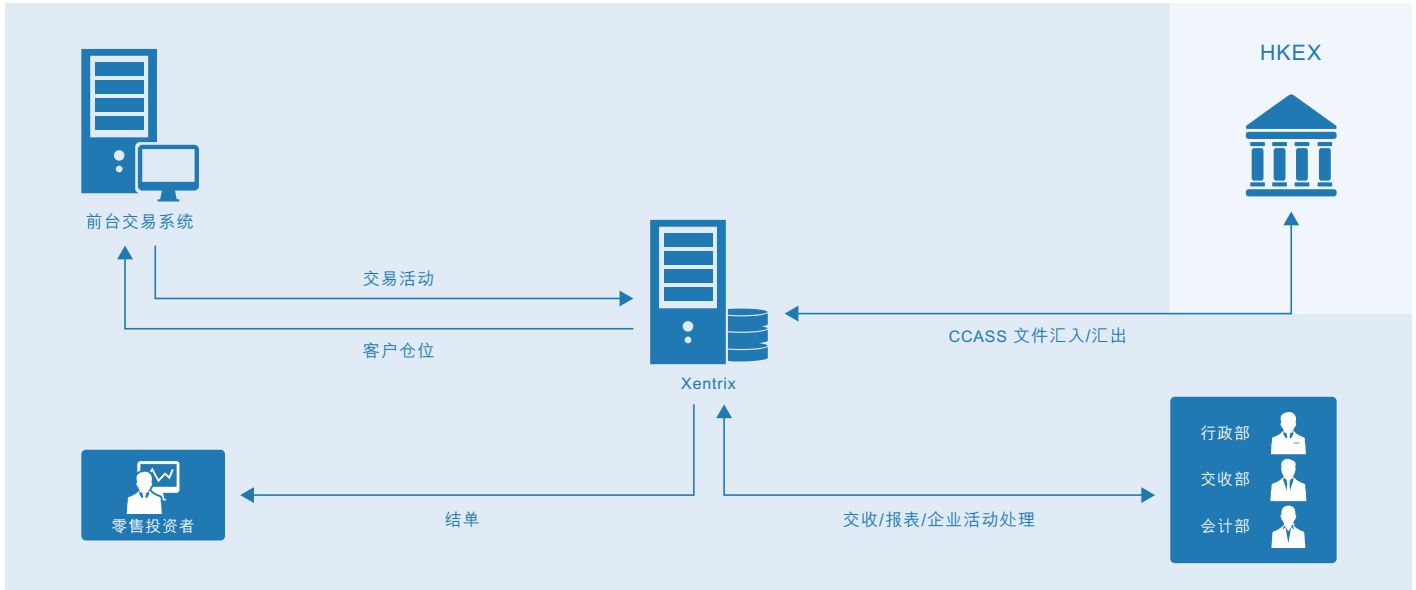 HKEX
前台交易系统
交易活动
客户仓位
CCASS 文件汇入/汇出
Xentrix
零售投资者
结单
交收/报表/企业活动处理
行政部
交收部
会计部